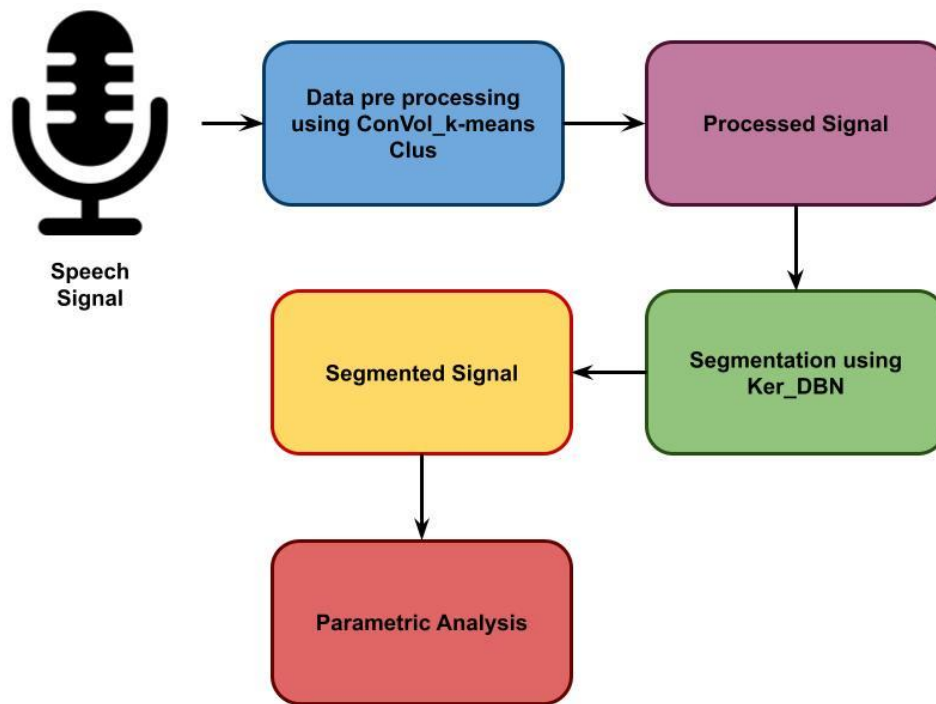 Speech
Signal
Data pre processing
using ConVol_k-means
Clus
Processed Signal
Segmentation using
Ker_DBN
Segmented Signal
Parametric Analysis